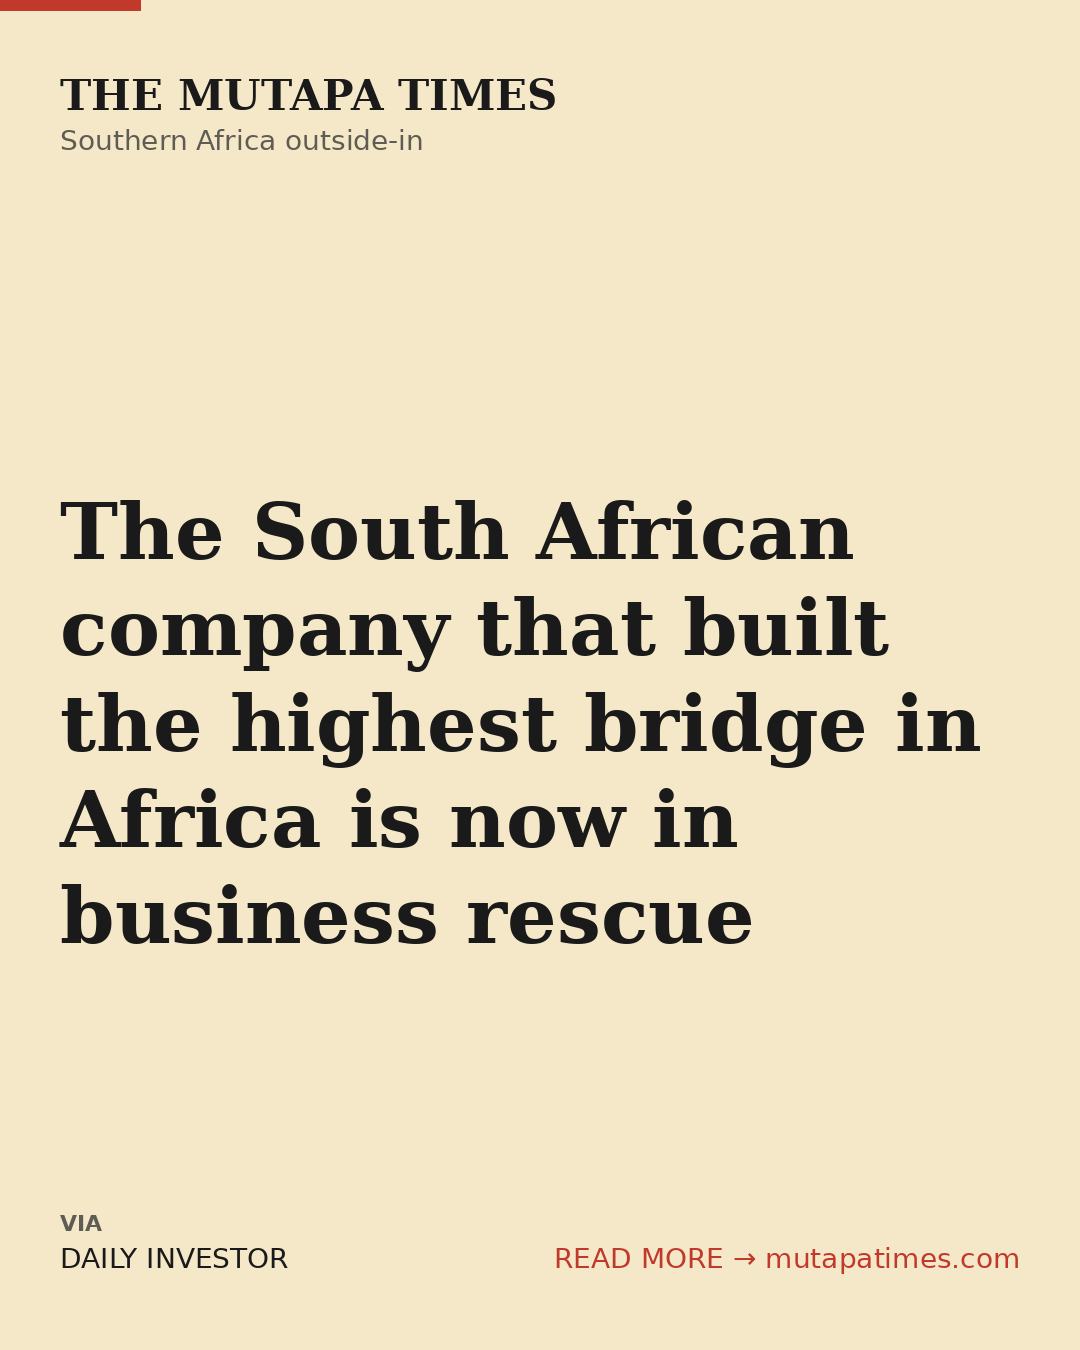 THE MUTAPA TIMES
Southern Africa outside-in
The South African
company that built
the highest bridge in
Africa is now in
business rescue
VIA
DAILY INVESTOR
READ MORE → mutapatimes.com